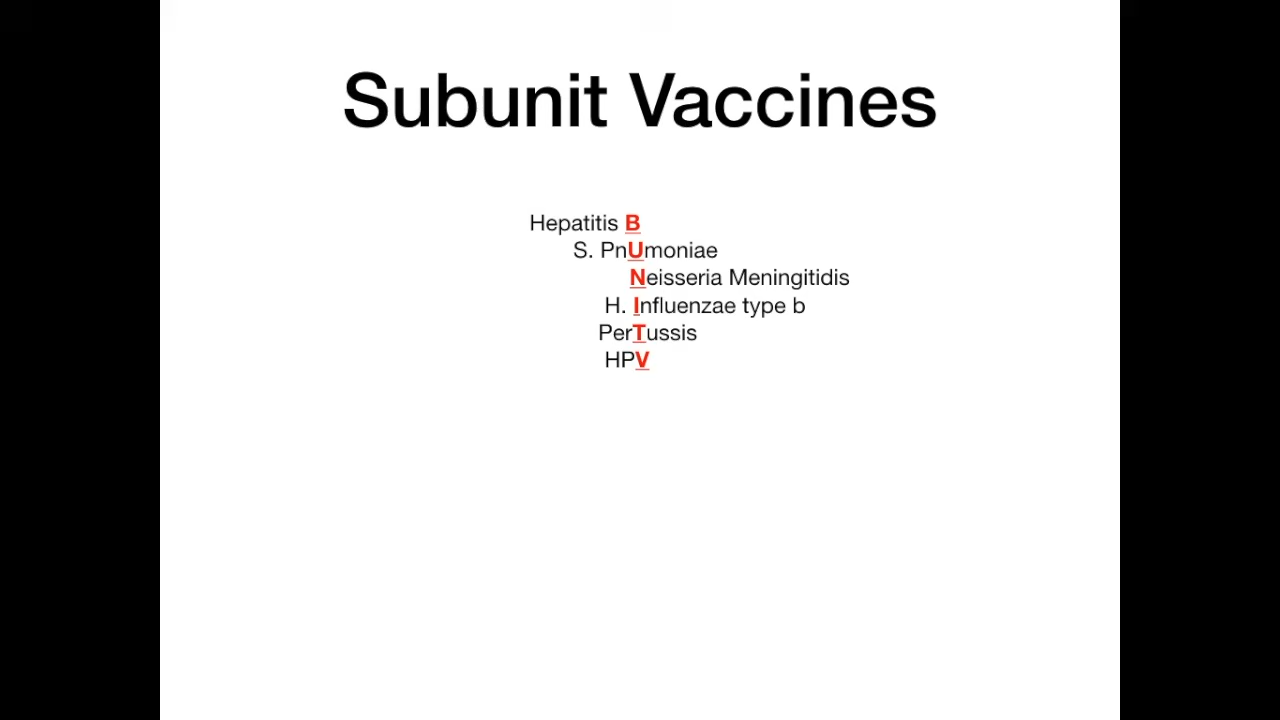 Subunit Vaccines
Hepatitis B
S. PnUmoniae
Neisseria Meningitidis
H. Influenzae type b
PerTussis
HPV